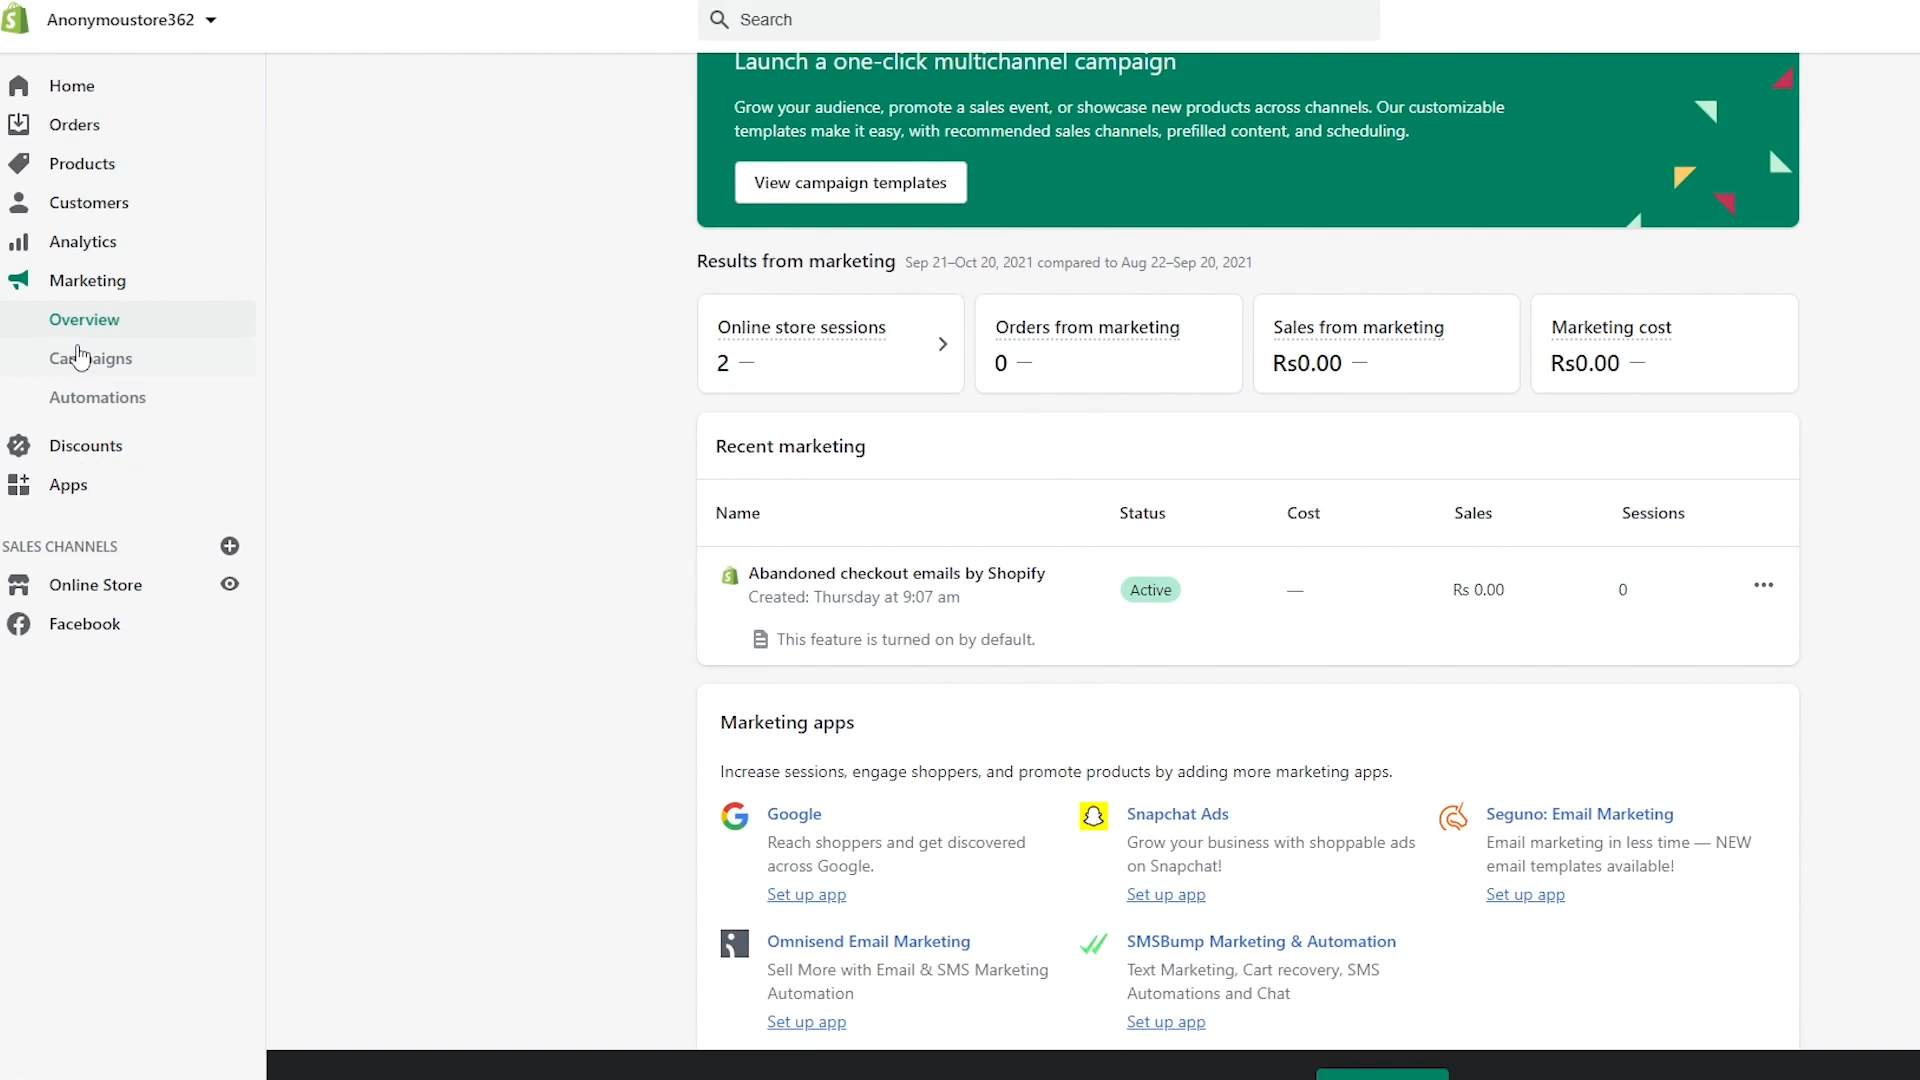 Anonymoustore362
Search
Home
Orders
Products
Customers
Analytics
Marketing
Overview
Campaigns
Automations
Discounts
Apps
SALES CHANNELS
Online Store
Facebook
Launch a one-click multichannel campaign
Grow your audience, promote a sales event, or showcase new products across channels. Our customizable
templates make it easy, with recommended sales channels, prefilled content, and scheduling.
View campaign templates
Results from marketing Sep 21–Oct 20, 2021 compared to Aug 22–Sep 20, 2021
Online store sessions
2 —
Orders from marketing
0 —
Sales from marketing
Rs0.00 —
Marketing cost
Rs0.00 —
Recent marketing
Name Status Cost Sales Sessions
Abandoned checkout emails by Shopify
Created: Thursday at 9:07 am
Active — Rs 0.00 0
This feature is turned on by default.
Marketing apps
Increase sessions, engage shoppers, and promote products by adding more marketing apps.
Google
Reach shoppers and get discovered
across Google.
Set up app
Snapchat Ads
Grow your business with shoppable ads
on Snapchat!
Set up app
Seguno: Email Marketing
Email marketing in less time — NEW
email templates available!
Set up app
Omnisend Email Marketing
Sell More with Email & SMS Marketing
Automation
Set up app
SMSBump Marketing & Automation
Text Marketing, Cart recovery, SMS
Automations and Chat
Set up app